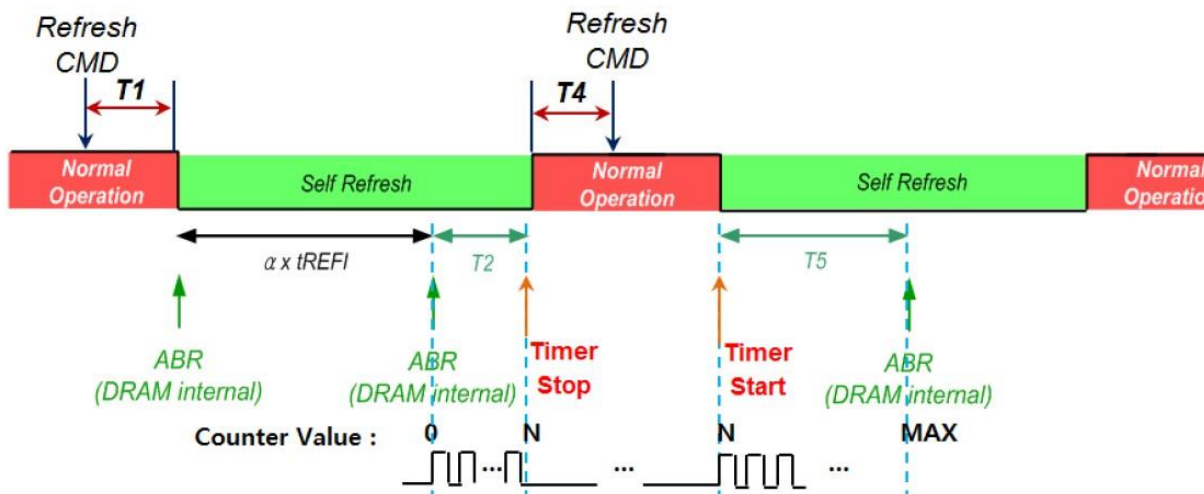 Refresh
CMD
T1
Refresh
CMD
T4
Normal
Operation
Self Refresh
Normal
Operation
Self Refresh
Normal
Operatio
α x tREFI
T2
T5
ABR
(DRAM internal)
ABR
(DRAM internal)
Timer
Stop
Timer
Start
ABR
(DRAM internal)
Counter Value : 0 N N MAX
... ... ...